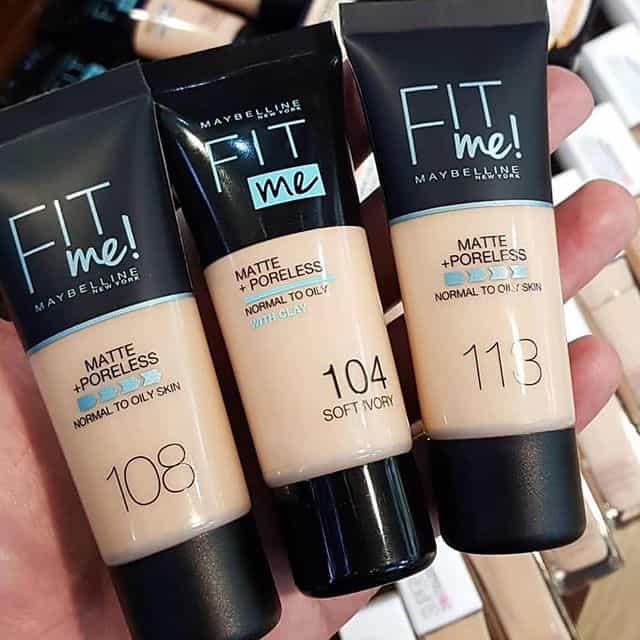 FIT
me!
MAYBELLINE
NEW YORK
MATTE
+PORELESS
NORMAL TO OILY SKIN
108
MAYBELLINE
NEW YORK
FIT
me
MATTE
+ PORELESS
NORMAL TO OILY
WITH CLAY
104
SOFT IVORY
FIT
me!
MAYBELLINE
NEW YORK
MATTE
+PORELESS
NORMAL TO OILY SKIN
113